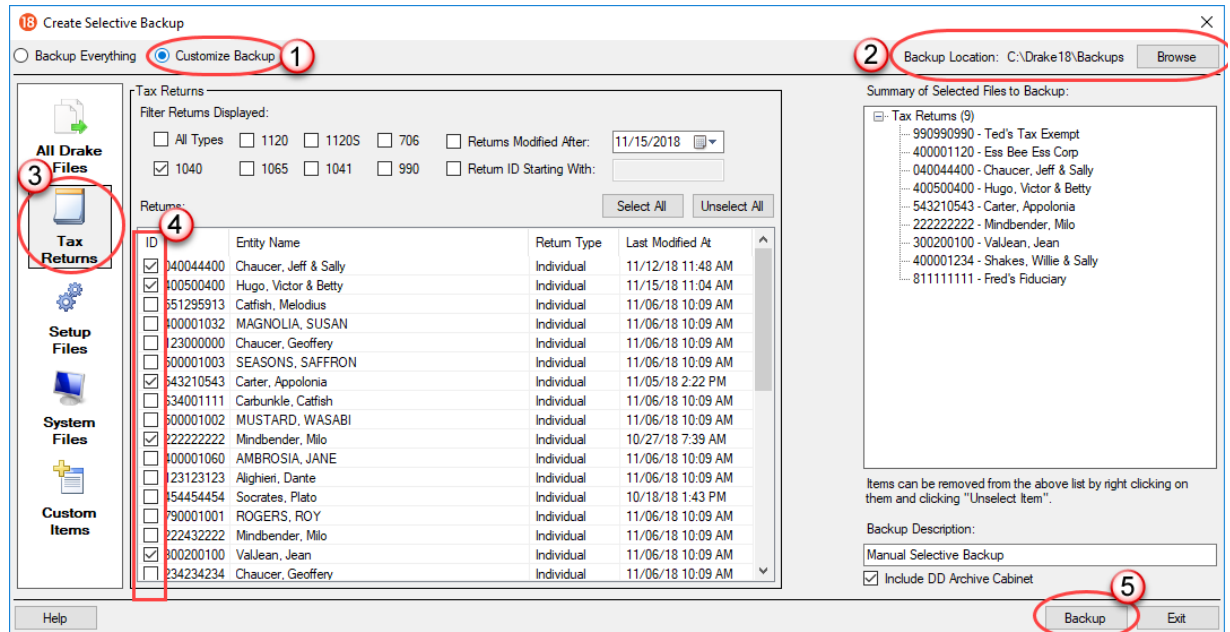 18 Create Selective Backup
Backup Everything Customize Backup 1 2 Backup Location: C:\Drake18\Backups Browse
All Drake Files
3
Tax Returns
Setup Files
System Files
Custom Items
Tax Returns
Filter Returns Displayed:
All Types 1120 1120S 706 Returns Modified After: 11/15/2018
1040 1065 1041 990 Return ID Starting With:
Returns: Select All Unselect All
4
ID Entity Name Return Type Last Modified At
040044400 Chaucer, Jeff & Sally Individual 11/12/18 11:48 AM
400500400 Hugo, Victor & Betty Individual 11/15/18 11:04 AM
551295913 Catfish, Melodius Individual 11/06/18 10:09 AM
400001032 MAGNOLIA, SUSAN Individual 11/06/18 10:09 AM
123000000 Chaucer, Geoffery Individual 11/06/18 10:09 AM
500001003 SEASONS, SAFFRON Individual 11/06/18 10:09 AM
543210543 Carter, Appolonia Individual 11/05/18 2:22 PM
634001111 Carbunkle, Catfish Individual 11/06/18 10:09 AM
500001002 MUSTARD, WASABI Individual 11/06/18 10:09 AM
222222222 Mindbender, Milo Individual 10/27/18 7:39 AM
400001060 AMBROSIA, JANE Individual 11/06/18 10:09 AM
123123123 Alighieri, Dante Individual 11/06/18 10:09 AM
454454454 Socrates, Plato Individual 10/18/18 1:43 PM
790001001 ROGERS, ROY Individual 11/06/18 10:09 AM
222432222 Mindbender, Milo Individual 11/06/18 10:09 AM
300200100 ValJean, Jean Individual 11/06/18 10:09 AM
234234234 Chaucer, Geoffery Individual 11/06/18 10:09 AM
Summary of Selected Files to Backup:
Tax Returns (9)
990990990 - Ted's Tax Exempt
400001120 - Ess Bee Ess Corp
040044400 - Chaucer, Jeff & Sally
400500400 - Hugo, Victor & Betty
543210543 - Carter, Appolonia
222222222 - Mindbender, Milo
300200100 - ValJean, Jean
400001234 - Shakes, Willie & Sally
811111111 - Fred's Fiduciary
Items can be removed from the above list by right clicking on
them and clicking "Unselect Item".
Backup Description:
Manual Selective Backup
Include DD Archive Cabinet
5
Help Backup Exit